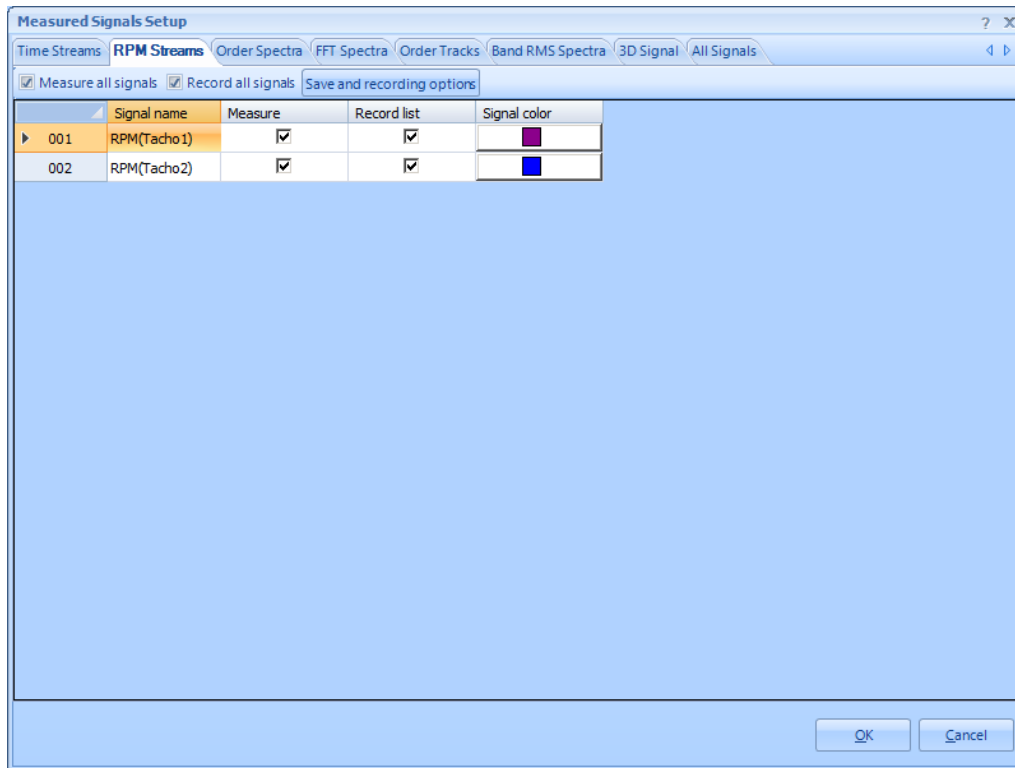 Measured Signals Setup ? X
Time Streams RPM Streams Order Spectra FFT Spectra Order Tracks Band RMS Spectra 3D Signal All Signals
Measure all signals Record all signals Save and recording options
Signal name Measure Record list Signal color
001 RPM(Tacho1)
002 RPM(Tacho2)
OK Cancel